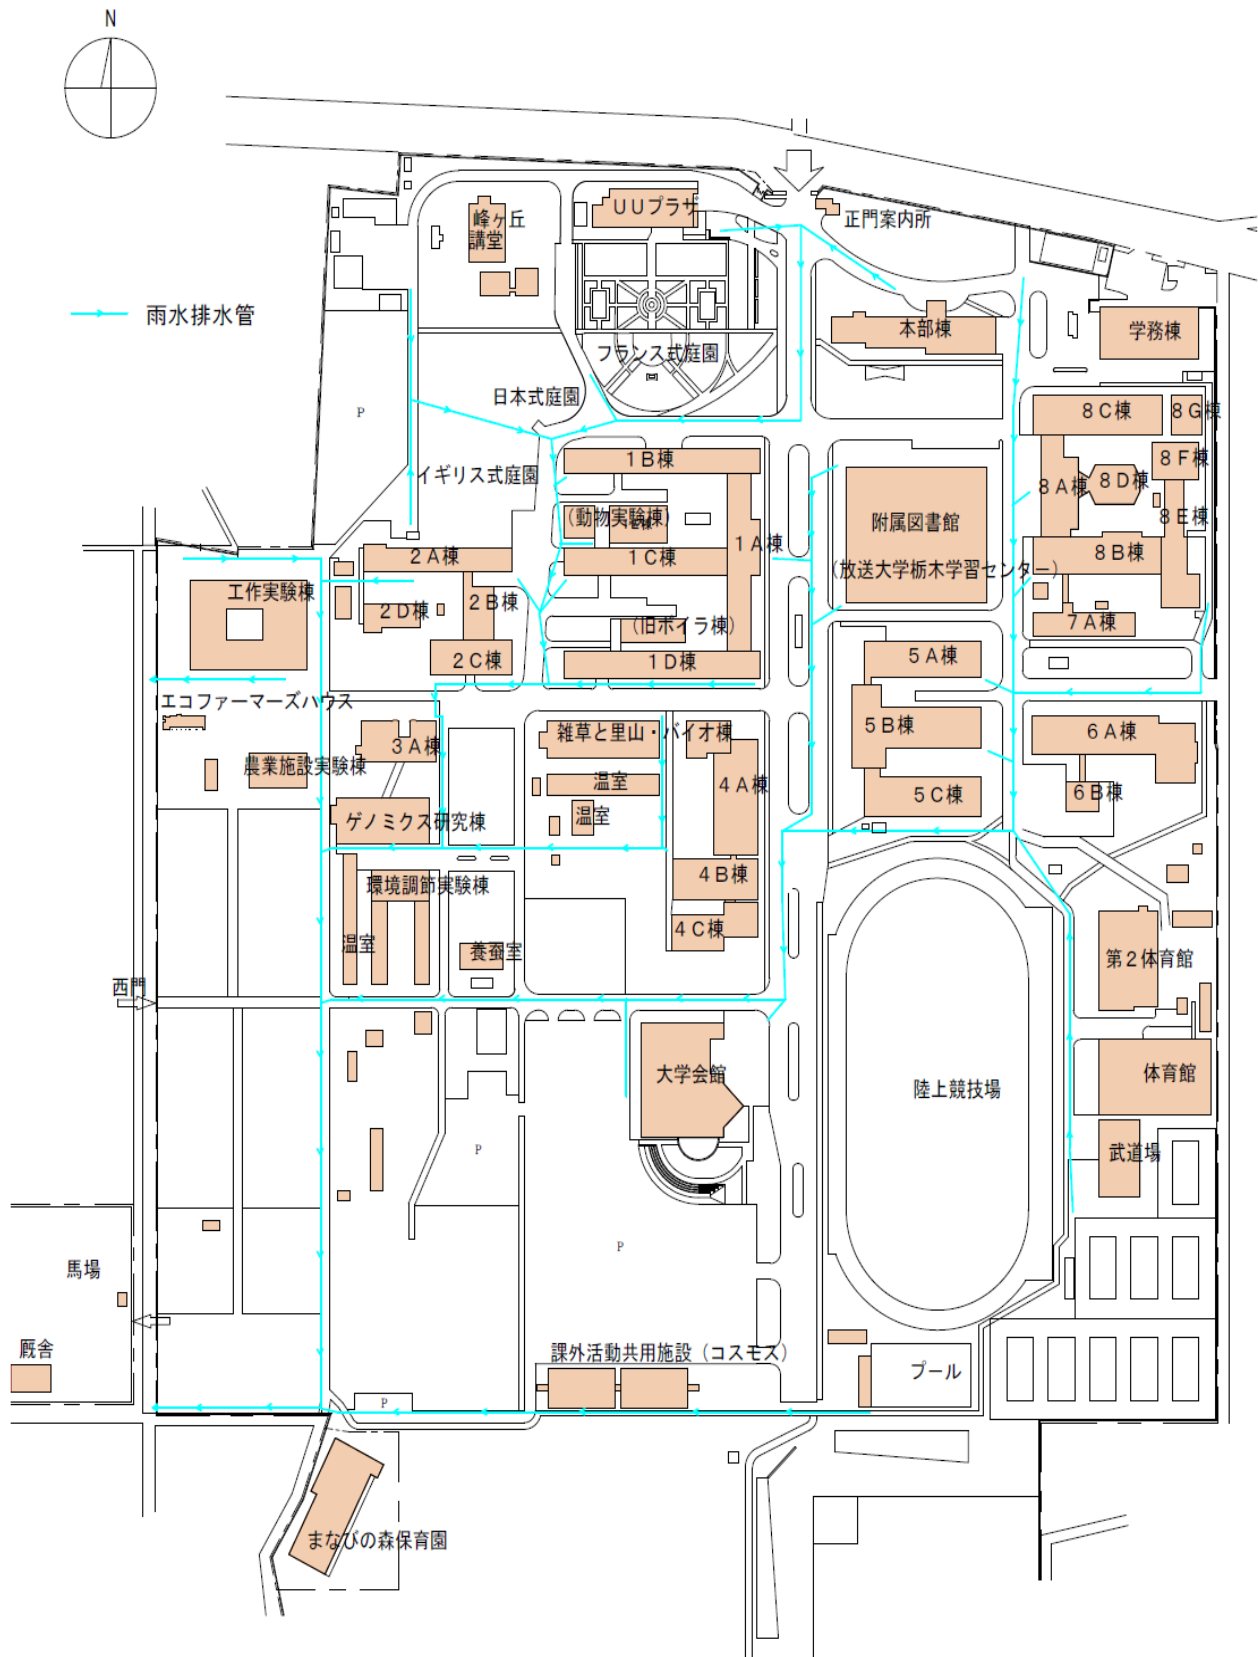 N
UUプラザ
峰ヶ丘
講堂
正門案内所
雨水排水管
本部棟
学務棟
フランス式庭園
日本式庭園
P
8C棟
8G棟
イギリス式庭園
1B棟
8F棟
8A棟
8D棟
8E棟
附属図書館
(動物実験棟)
1A棟
2A棟
1C棟
8B棟
(放送大学栃木学習センター)
工作実験棟
2B棟
2D棟
(旧ボイラ棟)
7A棟
2C棟
1D棟
5A棟
エコファーマーズハウス
3A棟
雑草と里山・バイオ棟
5B棟
6A棟
農業施設実験棟
温室
4A棟
5C棟
6B棟
ゲノミクス研究棟
温室
環境調節実験棟
4B棟
温室
養蚕室
4C棟
第2体育館
西門
大学会館
陸上競技場
体育館
P
武道場
P
馬場
厩舎
課外活動共用施設(コスモス)
プール
P
まなびの森保育園